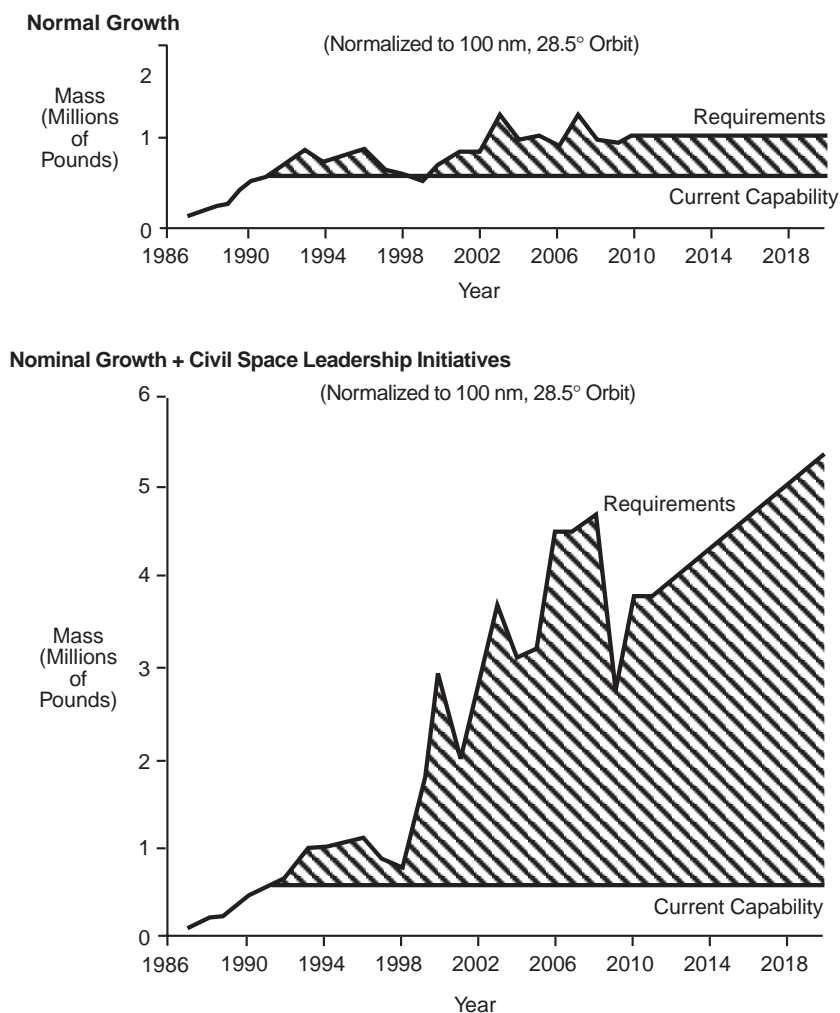 Normal Growth
(Normalized to 100 nm, 28.5° Orbit)
2
Mass
(Millions
of
Pounds)
1
Requirements
Current Capability
0
1986 1990 1994 1998 2002 2006 2010 2014 2018
Year
Nominal Growth + Civil Space Leadership Initiatives
(Normalized to 100 nm, 28.5° Orbit)
6
5
Requirements
4
Mass
(Millions
of
Pounds)
3
2
1
Current Capability
0
1986 1990 1994 1998 2002 2006 2010 2014 2018
Year